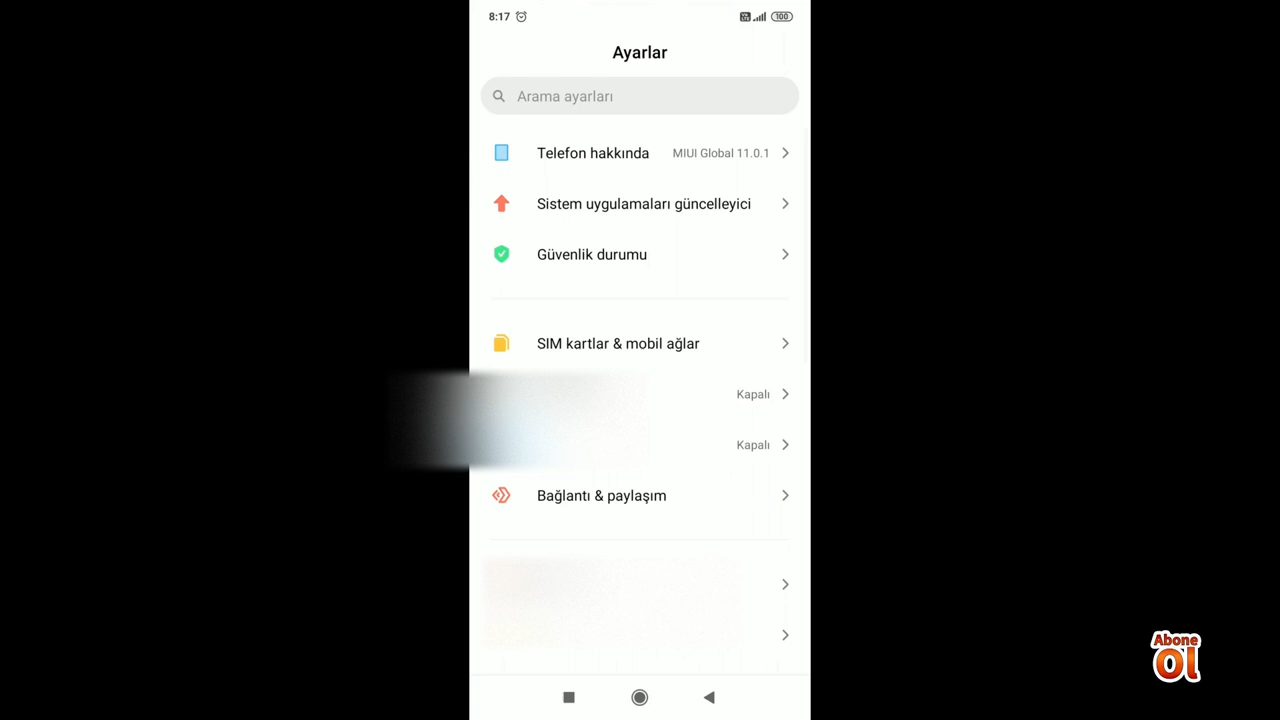 8:17
100
Ayarlar
Arama ayarları
Telefon hakkında MIUI Global 11.0.1
Sistem uygulamaları güncelleyici
Güvenlik durumu
SIM kartlar & mobil ağlar
Kapalı
Kapalı
Bağlantı & paylaşım
Abone
Ol